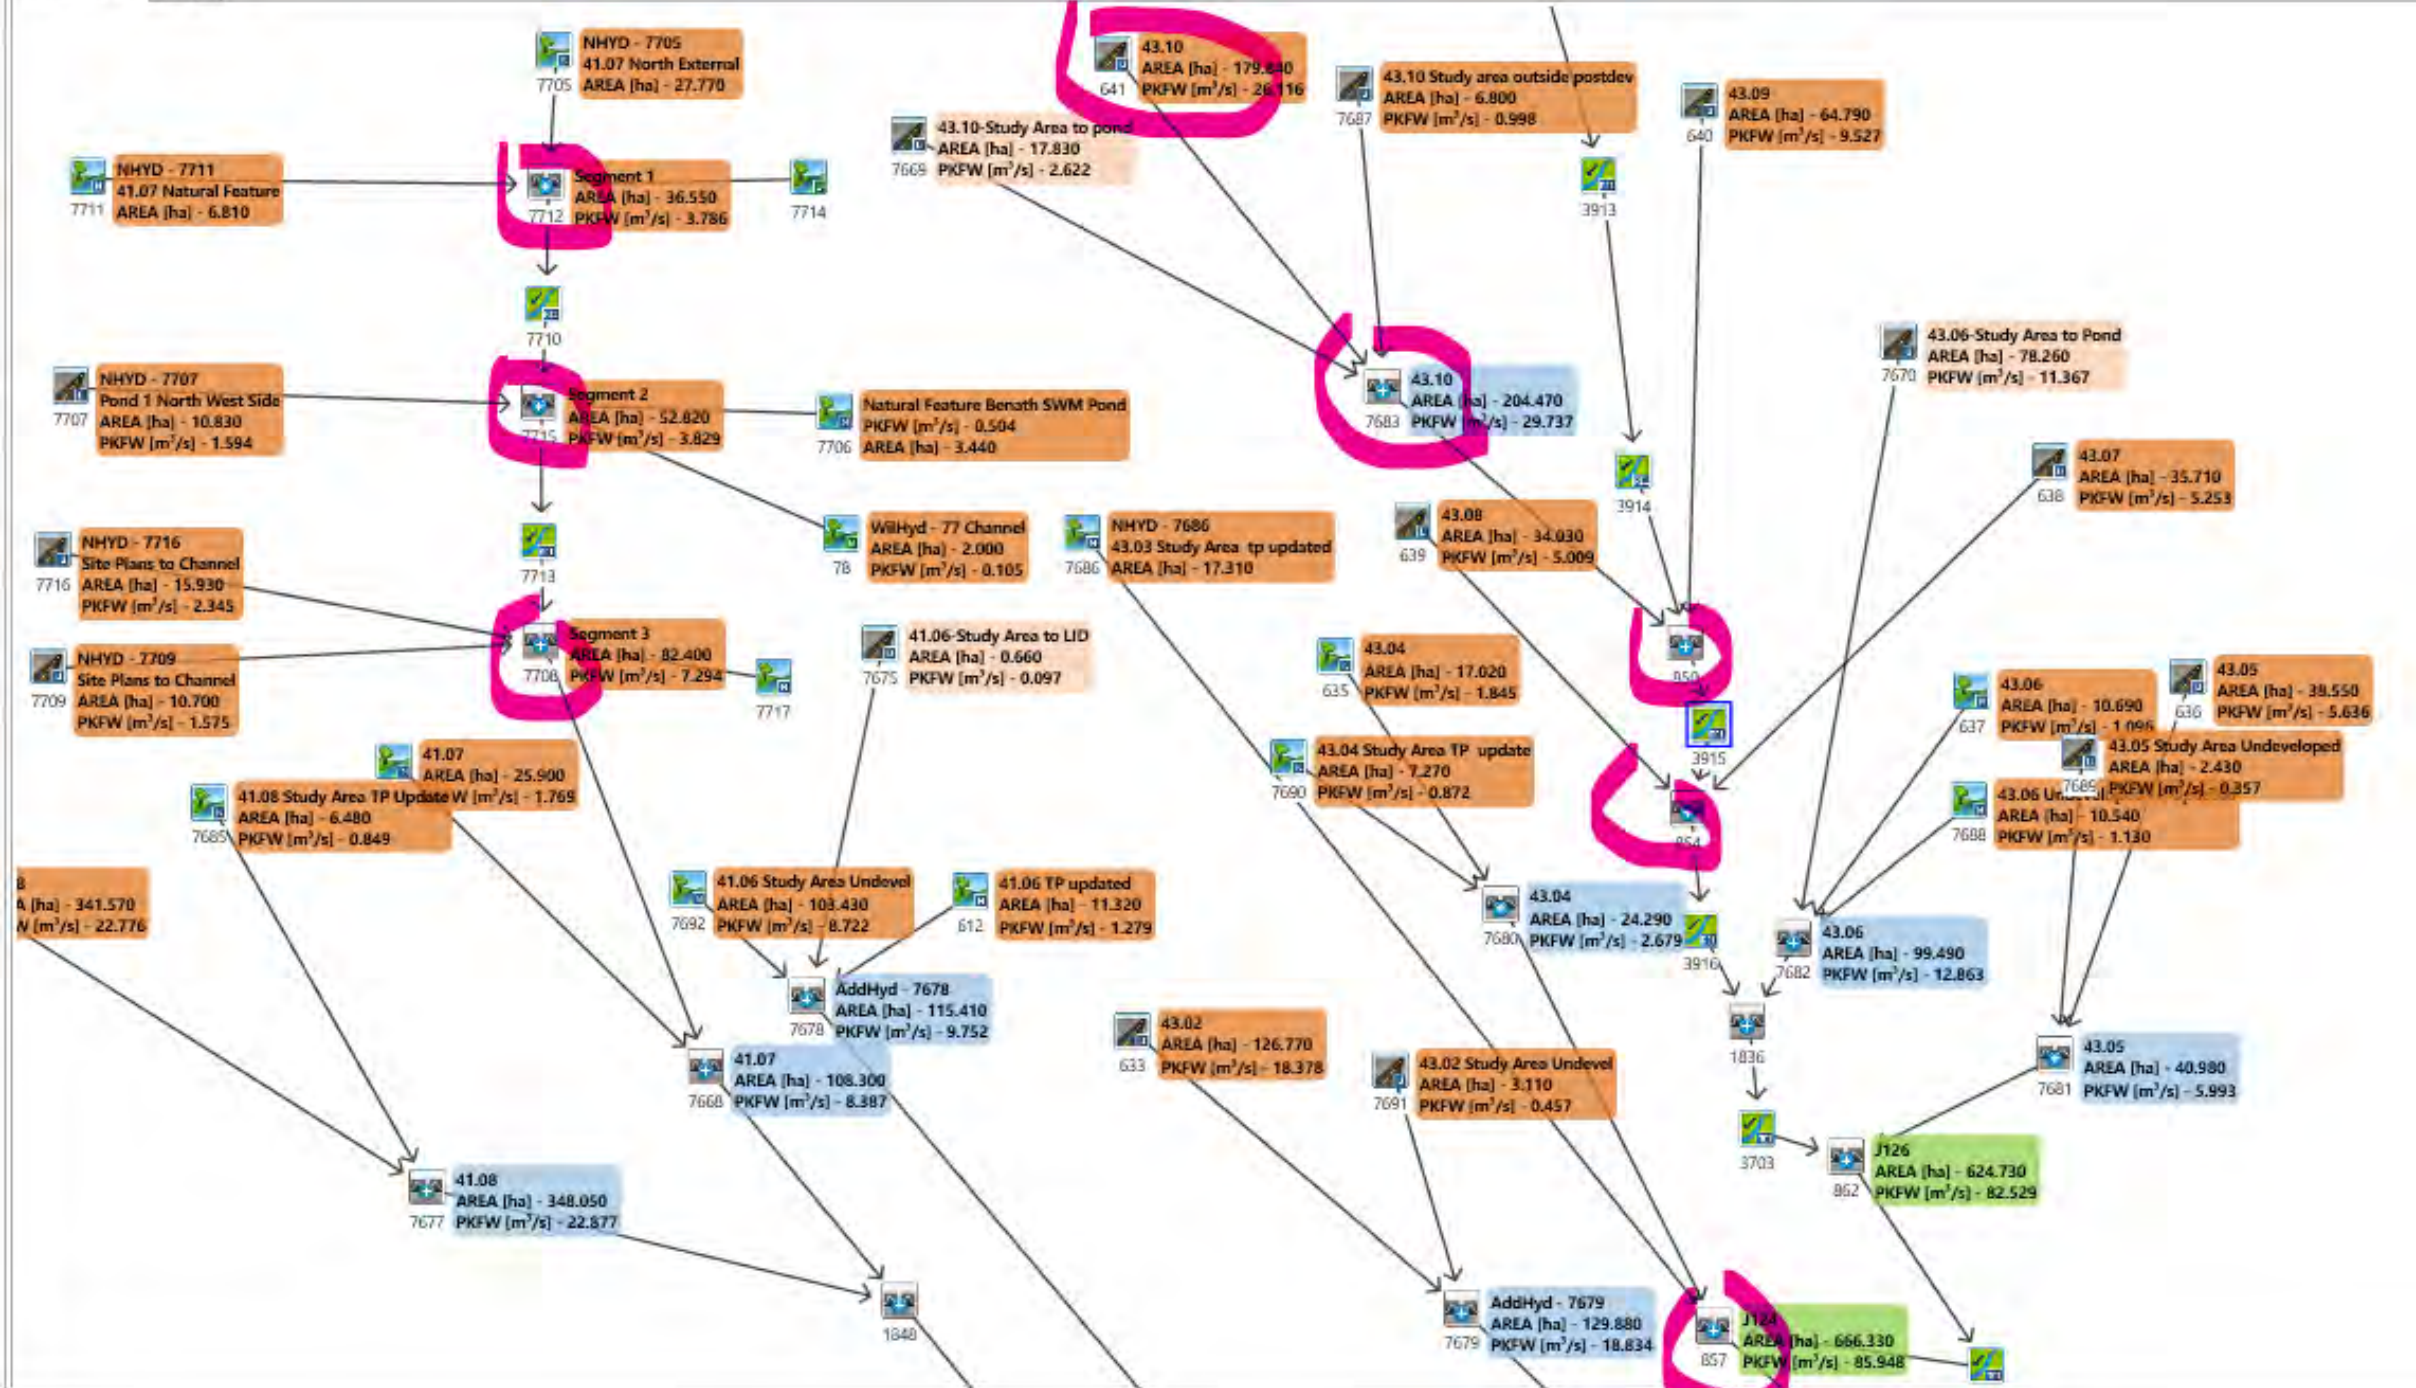 NHYD - 7705
41.07 North External
AREA [ha] - 27.770
7705
NHYD - 7711
41.07 Natural Feature
AREA [ha] - 6.810
7711
Segment 1
AREA [ha] - 36.550
PKFW [m³/s] - 3.786
7712
7714
7710
NHYD - 7707
Pond 1 North West Side
AREA [ha] - 10.830
PKFW [m³/s] - 1.594
7707
Segment 2
AREA [ha] - 52.820
PKFW [m³/s] - 3.829
7715
Natural Feature Benath SWM Pond
PKFW [m³/s] - 0.504
AREA [ha] - 3.440
7706
WilHyd - 77 Channel
AREA [ha] - 2.000
PKFW [m³/s] - 0.105
78
7713
NHYD - 7716
Site Plans to Channel
AREA [ha] - 15.930
PKFW [m³/s] - 2.345
7716
NHYD - 7709
Site Plans to Channel
AREA [ha] - 10.700
PKFW [m³/s] - 1.575
7709
Segment 3
AREA [ha] - 82.400
PKFW [m³/s] - 7.294
7708
7717
41.06-Study Area to LID
AREA [ha] - 0.660
PKFW [m³/s] - 0.097
7675
41.07
AREA [ha] - 25.900
W [m³/s] - 1.769
41.08 Study Area TP Update
AREA [ha] - 6.480
PKFW [m³/s] - 0.849
7685
8
A [ha] - 341.570
W [m³/s] - 22.776
41.06 Study Area Undevel
AREA [ha] - 103.430
PKFW [m³/s] - 8.722
7692
41.06 TP updated
AREA [ha] - 11.320
PKFW [m³/s] - 1.279
612
AddHyd - 7678
AREA [ha] - 115.410
PKFW [m³/s] - 9.752
7678
41.07
AREA [ha] - 108.300
PKFW [m³/s] - 8.387
7668
41.08
AREA [ha] - 348.050
PKFW [m³/s] - 22.877
7677
1848
43.10
AREA [ha] - 179.840
PKFW [m³/s] - 26.116
641
43.10-Study Area to pond
AREA [ha] - 17.830
PKFW [m³/s] - 2.622
7669
43.10 Study area outside postdev
AREA [ha] - 6.800
PKFW [m³/s] - 0.998
7687
43.09
AREA [ha] - 64.790
PKFW [m³/s] - 9.527
640
3913
43.10
AREA [ha] - 204.470
PKFW [m³/s] - 29.737
7683
3914
43.06-Study Area to Pond
AREA [ha] - 78.260
PKFW [m³/s] - 11.367
7670
43.07
AREA [ha] - 35.710
PKFW [m³/s] - 5.253
638
NHYD - 7686
43.03 Study Area tp updated
AREA [ha] - 17.310
7686
43.08
AREA [ha] - 34.030
PKFW [m³/s] - 5.009
639
850
3915
43.04
AREA [ha] - 17.020
PKFW [m³/s] - 1.845
635
43.04 Study Area TP update
AREA [ha] - 7.270
PKFW [m³/s] - 0.872
7690
854
43.06
AREA [ha] - 10.690
PKFW [m³/s] - 1.096
637
43.05
AREA [ha] - 38.550
PKFW [m³/s] - 5.636
636
43.05 Study Area Undeveloped
AREA [ha] - 2.430
PKFW [m³/s] - 0.357
7689
43.06
AREA [ha] - 10.540
PKFW [m³/s] - 1.130
7688
43.04
AREA [ha] - 24.290
PKFW [m³/s] - 2.679
7680
3916
43.06
AREA [ha] - 99.490
PKFW [m³/s] - 12.863
7682
1836
43.02
AREA [ha] - 126.770
PKFW [m³/s] - 18.378
633
43.02 Study Area Undevel
AREA [ha] - 3.110
PKFW [m³/s] - 0.457
7691
43.05
AREA [ha] - 40.980
PKFW [m³/s] - 5.993
7681
3703
J126
AREA [ha] - 624.730
PKFW [m³/s] - 82.529
862
AddHyd - 7679
AREA [ha] - 129.880
PKFW [m³/s] - 18.834
7679
J124
AREA [ha] - 666.330
PKFW [m³/s] - 85.948
857